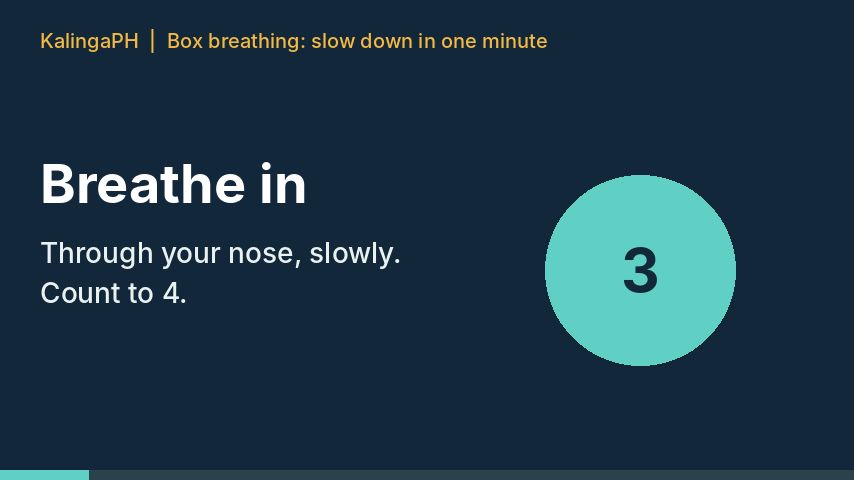 KalingaPH | Box breathing: slow down in one minute
Breathe in
Through your nose, slowly.
Count to 4.
3